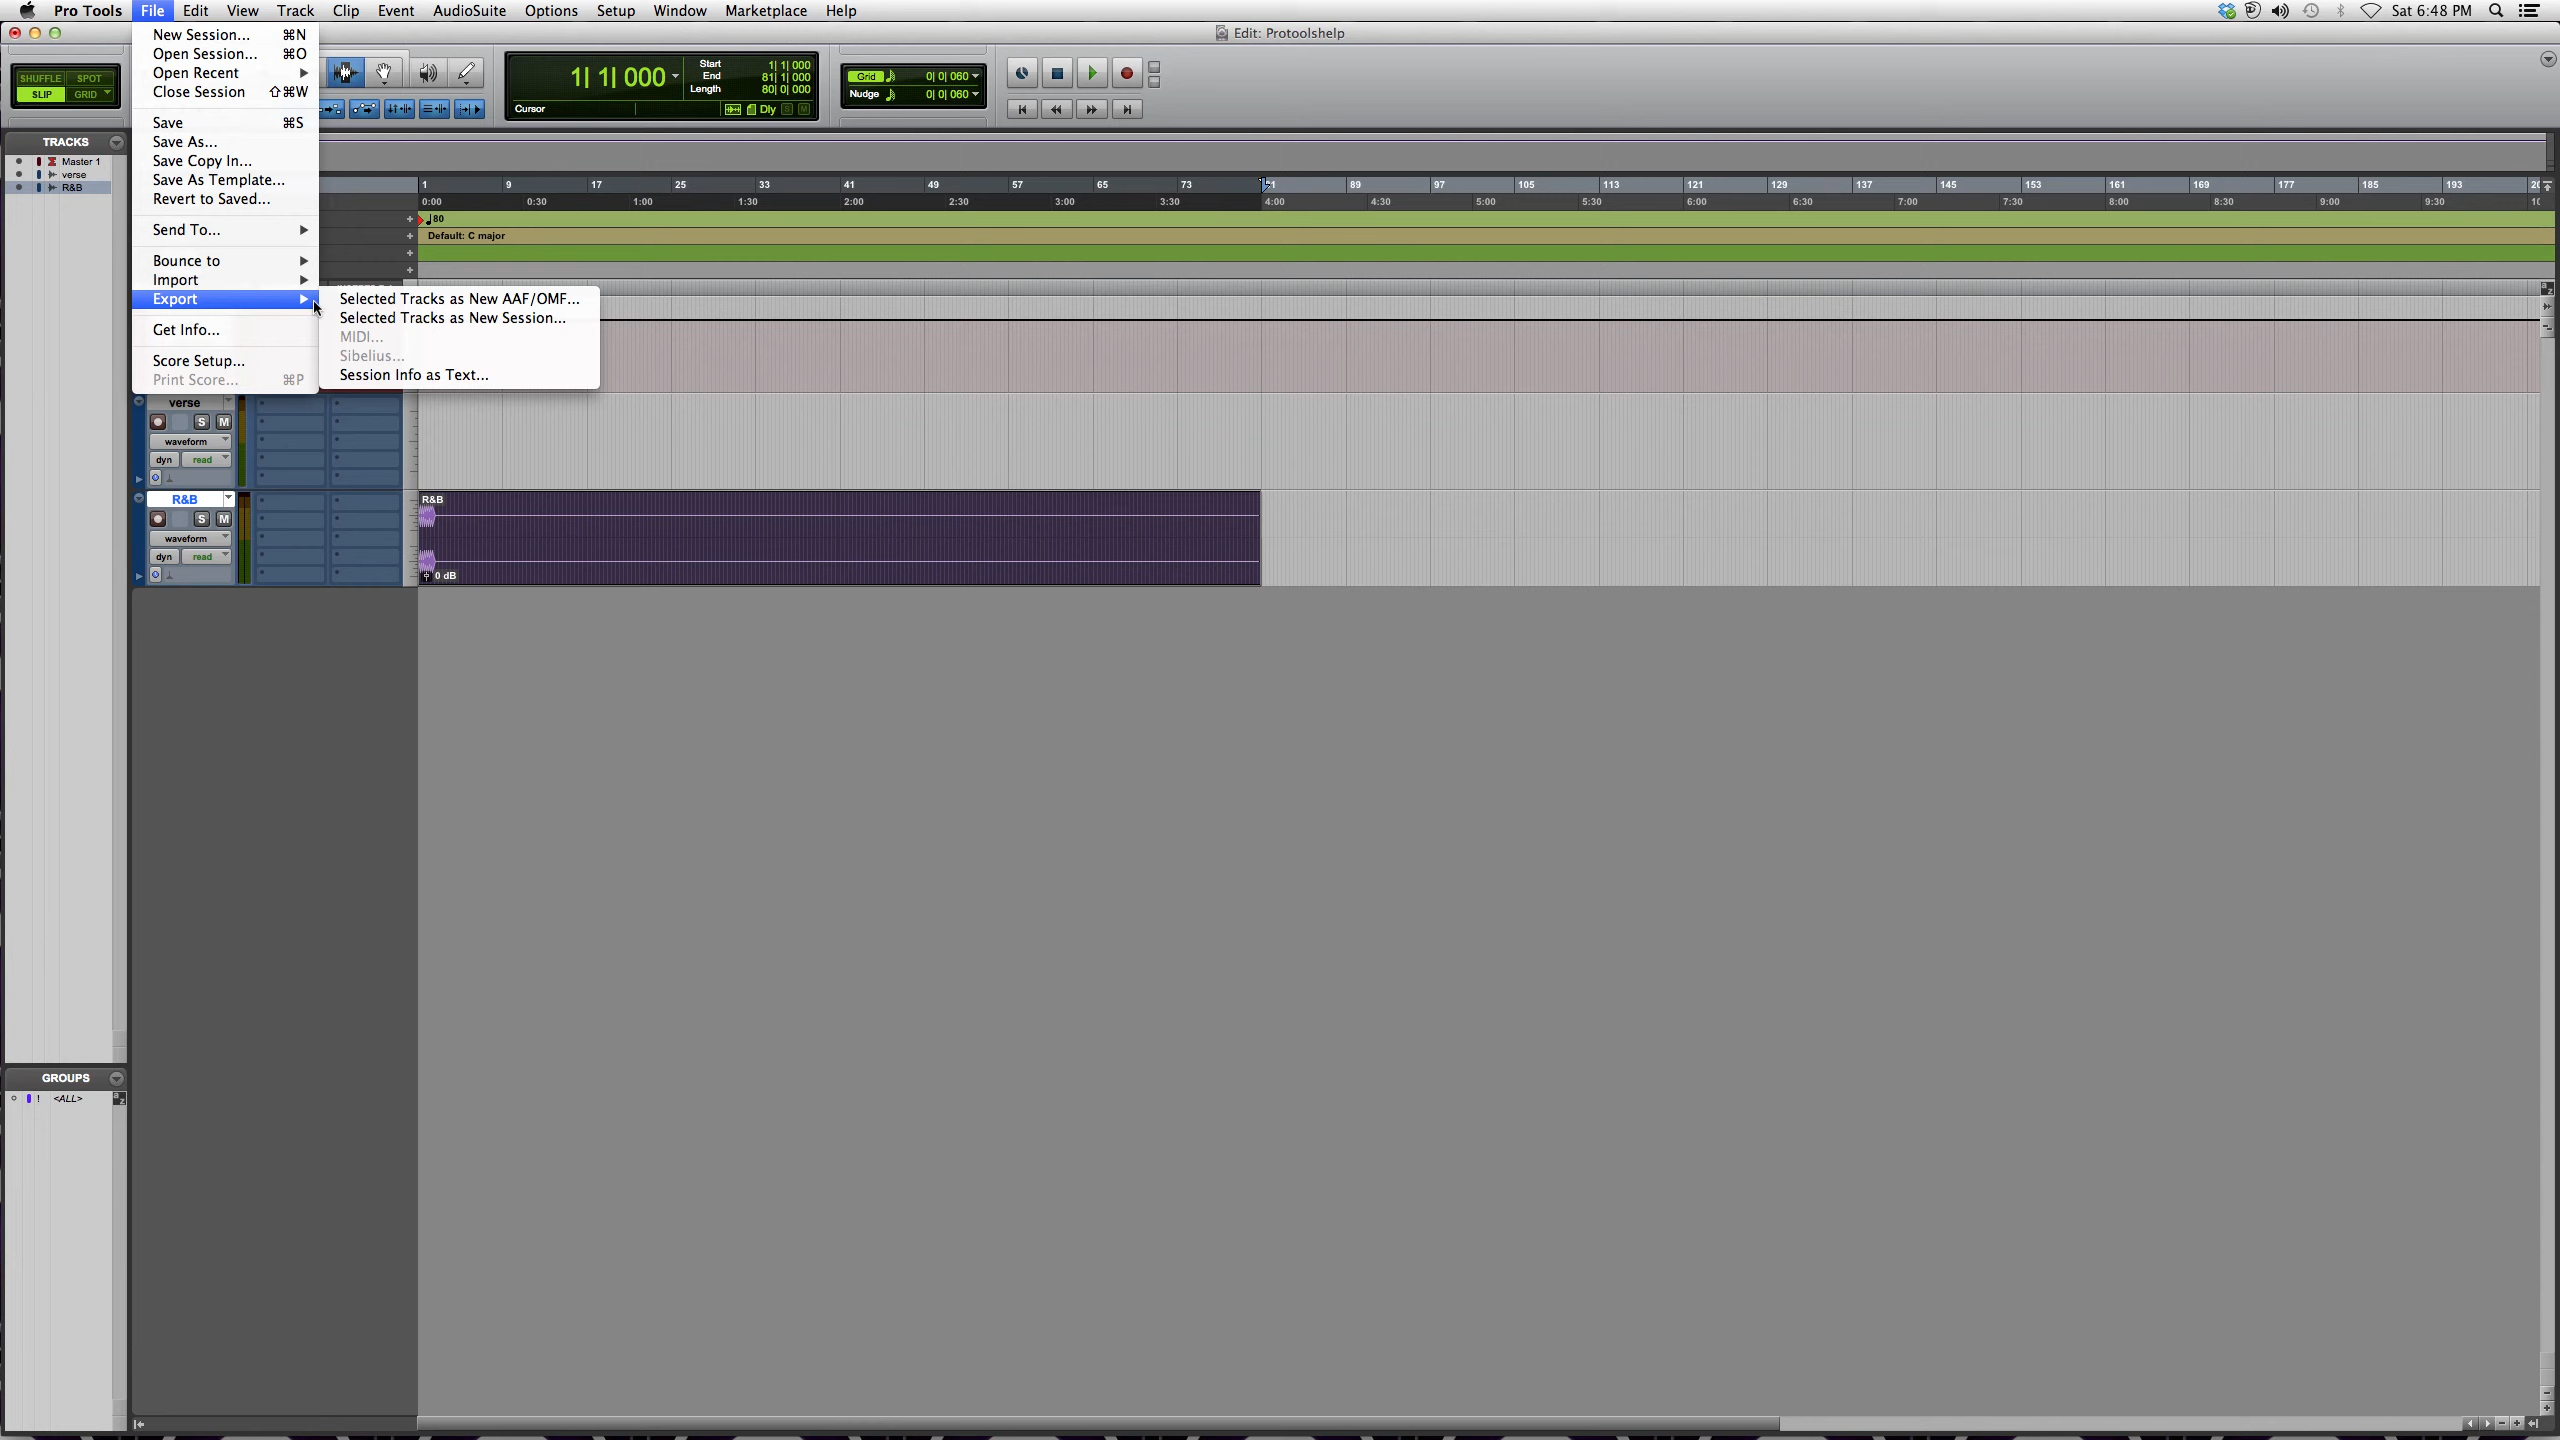 Pro Tools File Edit View Track Clip Event AudioSuite Options Setup Window Marketplace Help Sat 6:48 PM
Edit: Protoolshelp
New Session... ⌘N
Open Session... ⌘O
Open Recent
Close Session ⇧⌘W
Save ⌘S
Save As...
Save Copy In...
Save As Template...
Revert to Saved...
Send To...
Bounce to
Import
Export
Get Info...
Score Setup...
Print Score... ⌘P
Selected Tracks as New AAF/OMF...
Selected Tracks as New Session...
MIDI...
Sibelius...
Session Info as Text...
SHUFFLE SPOT
SLIP GRID
1| 1| 000
Start 1| 1| 000
End 81| 1| 000
Length 80| 0| 000
Cursor
Dly S M
Grid 0| 0| 060
Nudge 0| 0| 060
TRACKS
Master 1
verse
R&B
1 9 17 25 33 41 49 57 65 73 89 97 105 113 121 129 137 145 153 161 169 177 185 193
0:00 0:30 1:00 1:30 2:00 2:30 3:00 3:30 4:00 4:30 5:00 5:30 6:00 6:30 7:00 7:30 8:00 8:30 9:00 9:30
80
Default: C major
verse
S M
waveform
dyn read
R&B
S M
waveform
dyn read
R&B
0 dB
GROUPS
! <ALL>
a z